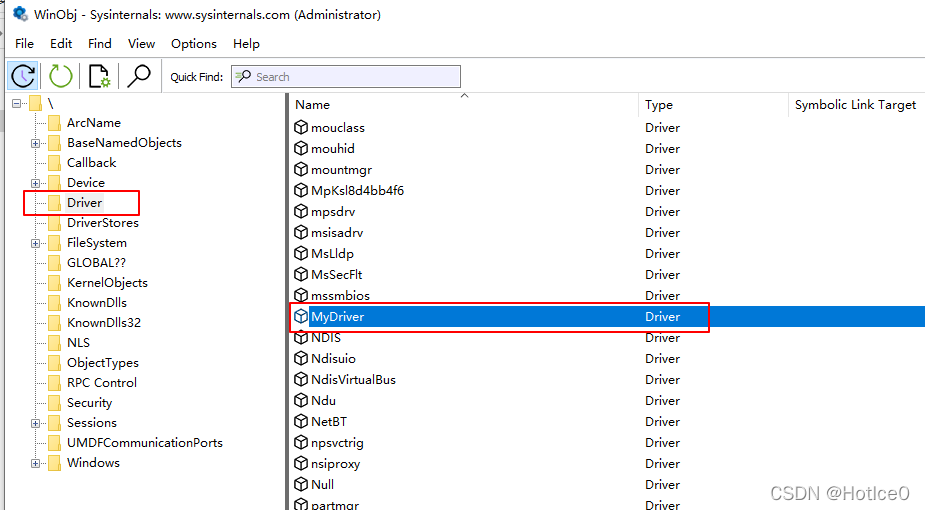 WinObj - Sysinternals: www.sysinternals.com (Administrator)
File Edit Find View Options Help
Quick Find: Search
\
ArcName
BaseNamedObjects
Callback
Device
Driver
DriverStores
FileSystem
GLOBAL??
KernelObjects
KnownDlls
KnownDlls32
NLS
ObjectTypes
RPC Control
Security
Sessions
UMDFCommunicationPorts
Windows
Name Type Symbolic Link Target
mouclass Driver
mouhid Driver
mountmgr Driver
MpKsl8d4bb4f6 Driver
mpsdrv Driver
msisadrv Driver
MsLldp Driver
MsSecFlt Driver
mssmbios Driver
MyDriver Driver
NDIS Driver
Ndisuio Driver
NdisVirtualBus Driver
Ndu Driver
NetBT Driver
npsvctrig Driver
nsiproxy Driver
Null Driver
partmgr Driver
CSDN @HotIce0